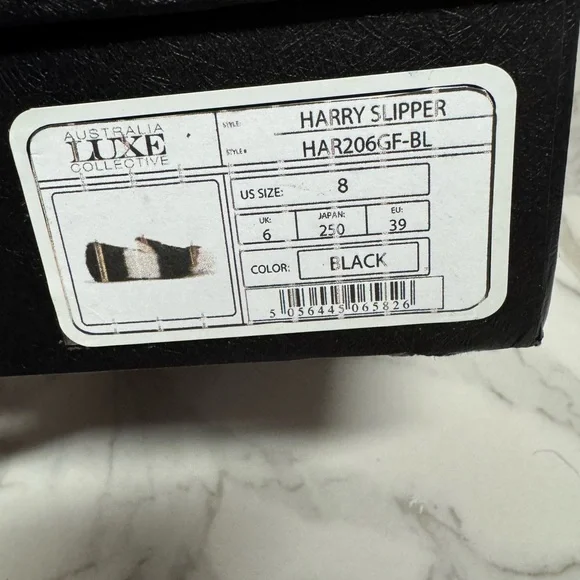 AUSTRALIA
LUXE
COLLECTIVE
STYLE: HARRY SLIPPER
STYLE# HAR206GF-BL
US SIZE: 8
UK: JAPAN: EU:
6 250 39
COLOR: BLACK
5 056445 065826